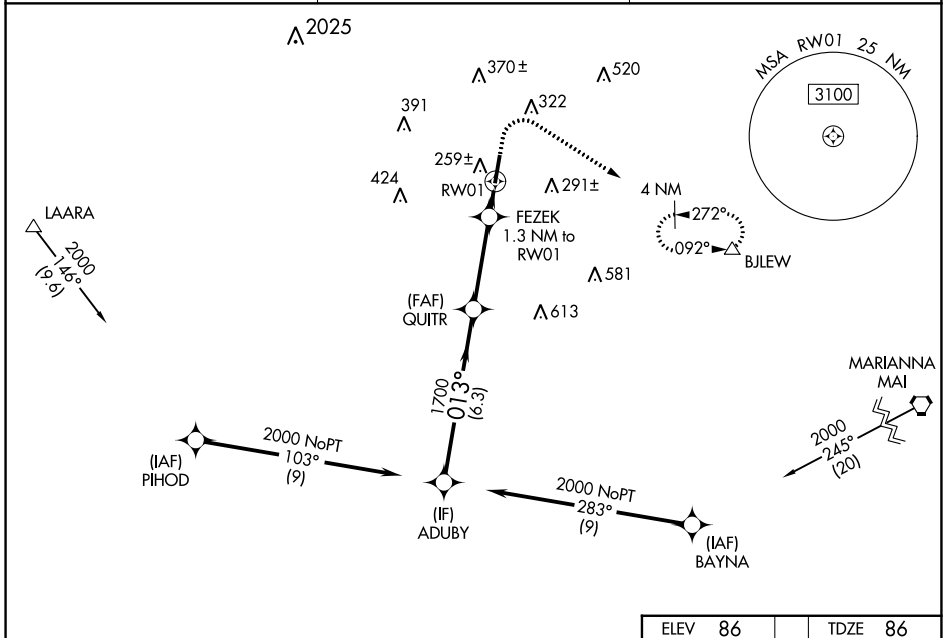 2025
MSA RW01 25 NM
3100
370±
520
391
322
259±
424
RW01
291±
FEZEK
1.3 NM to
RW01
4 NM
272°
092°
BJLEW
LAARA
2000
146°
(9.6)
581
613
(FAF)
QUITR
1700
013°
(6.3)
MARIANNA
MAI
2000
245°
(20)
2000 NoPT
103°
(9)
(IAF)
PIHOD
(IF)
ADUBY
2000 NoPT
283°
(9)
(IAF)
BAYNA
ELEV 86 TDZE 86